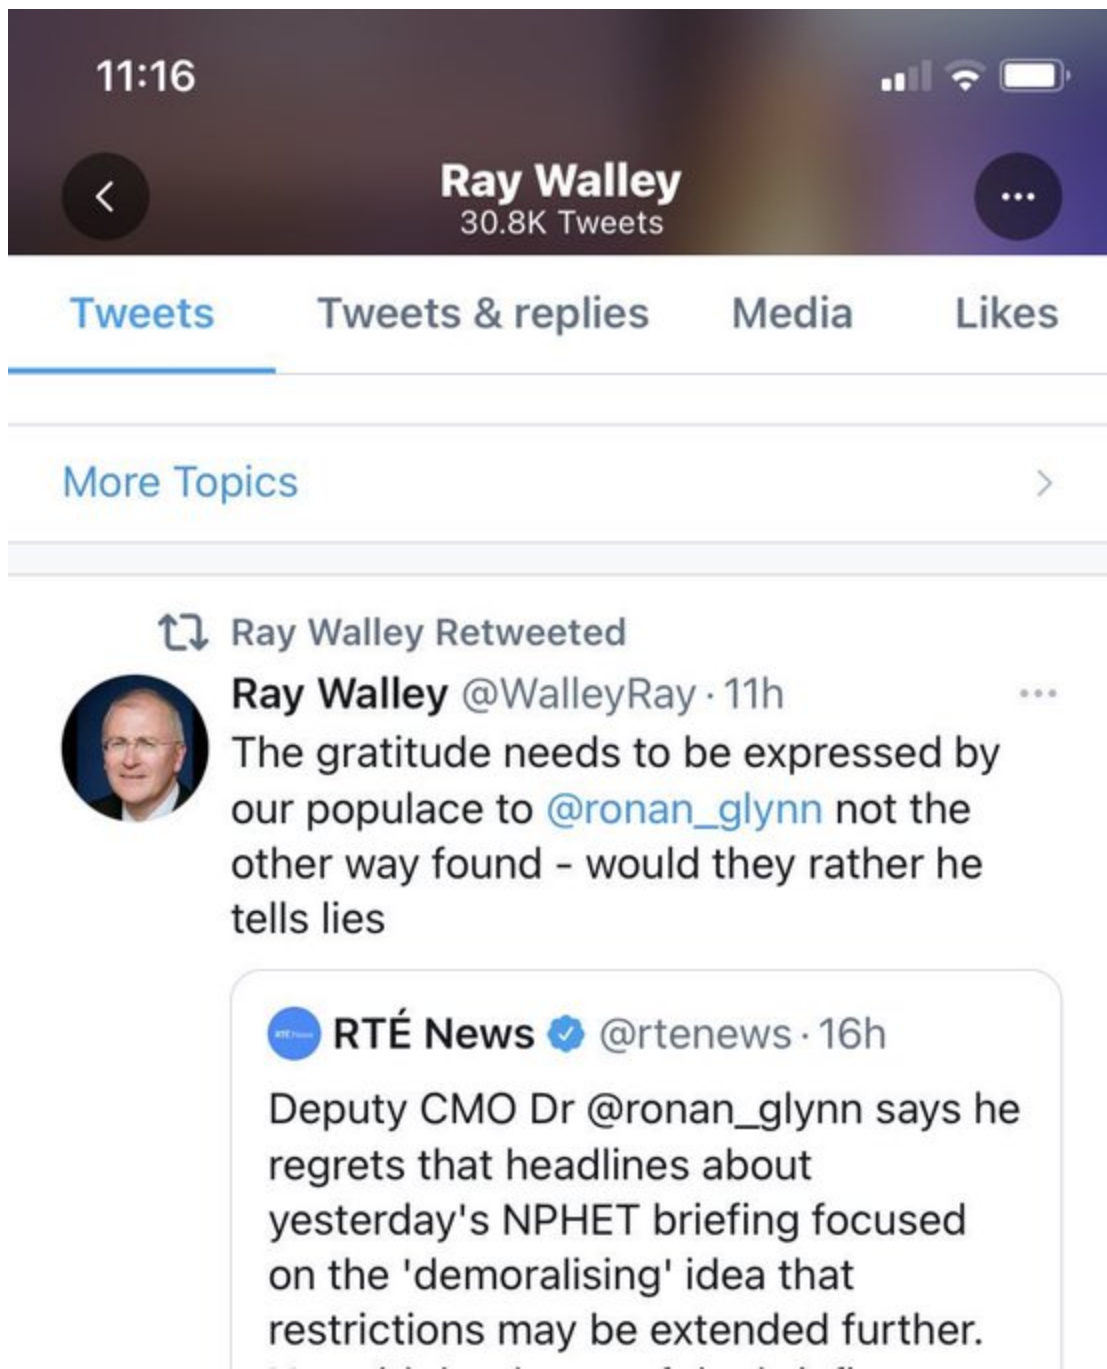 11:16
Ray Walley
30.8K Tweets
Tweets Tweets & replies Media Likes
More Topics
Ray Walley Retweeted
Ray Walley @WalleyRay · 11h
The gratitude needs to be expressed by
our populace to @ronan_glynn not the
other way found - would they rather he
tells lies
RTÉ News @rtenews · 16h
Deputy CMO Dr @ronan_glynn says he
regrets that headlines about
yesterday's NPHET briefing focused
on the 'demoralising' idea that
restrictions may be extended further.